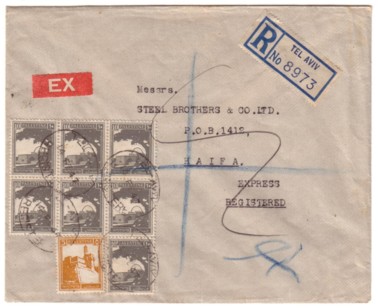 R
TEL AVIV
No 8973
EX
Messrs.
STEEL BROTHERS & CO. LTD.
P.O.B. 1412,
HAIFA.
EXPRESS
REGISTERED